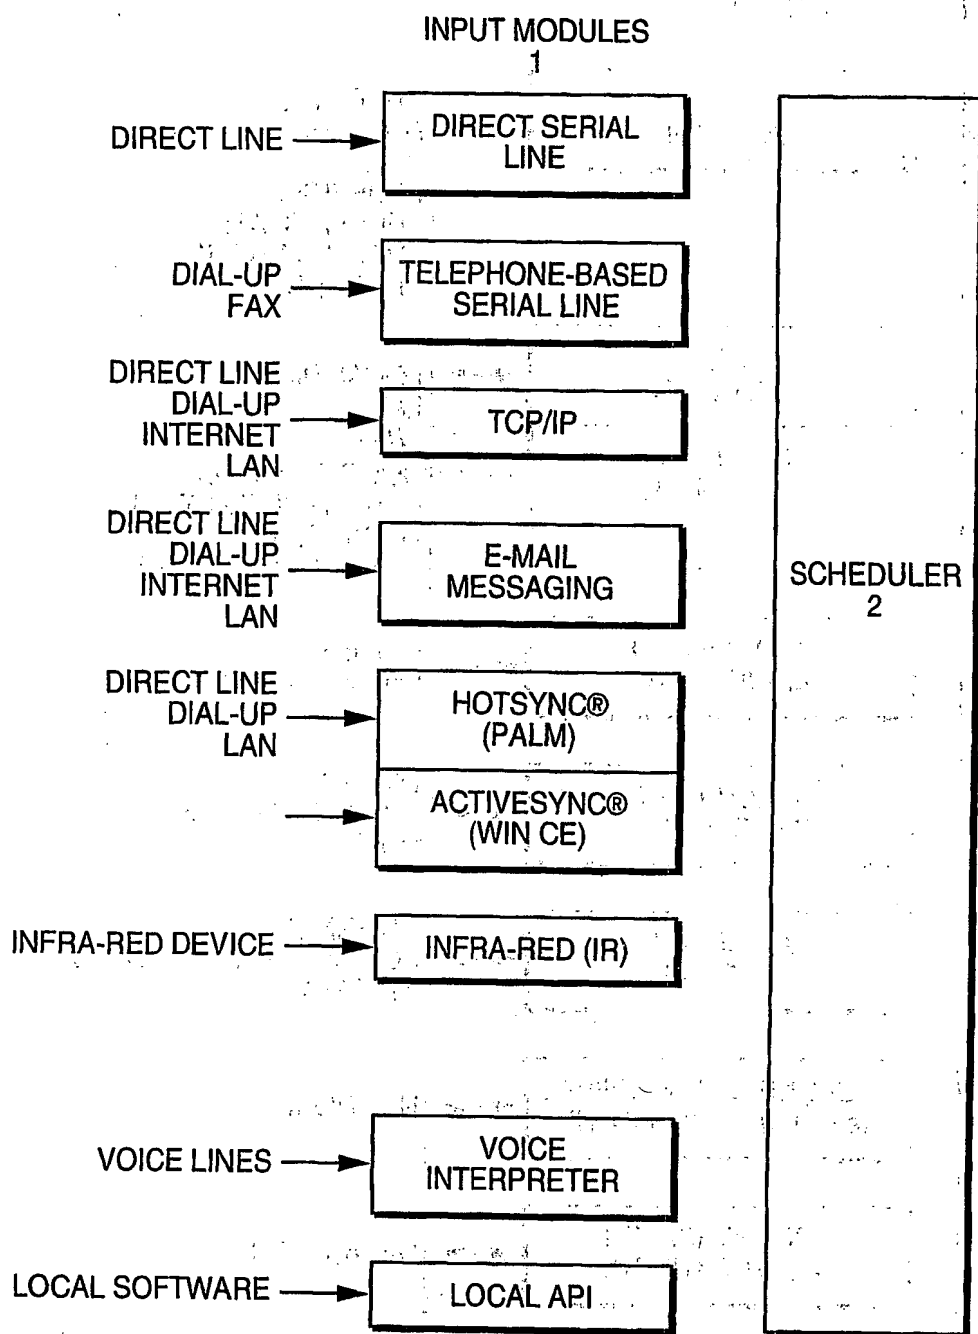 INPUT MODULES
1
DIRECT LINE
DIRECT SERIAL
LINE
DIAL-UP
FAX
TELEPHONE-BASED
SERIAL LINE
DIRECT LINE
DIAL-UP
INTERNET
LAN
TCP/IP
DIRECT LINE
DIAL-UP
INTERNET
LAN
E-MAIL
MESSAGING
SCHEDULER
2
DIRECT LINE
DIAL-UP
LAN
HOTSYNC®
(PALM)
ACTIVESYNC®
(WIN CE)
INFRA-RED DEVICE
INFRA-RED (IR)
VOICE LINES
VOICE
INTERPRETER
LOCAL SOFTWARE
LOCAL API